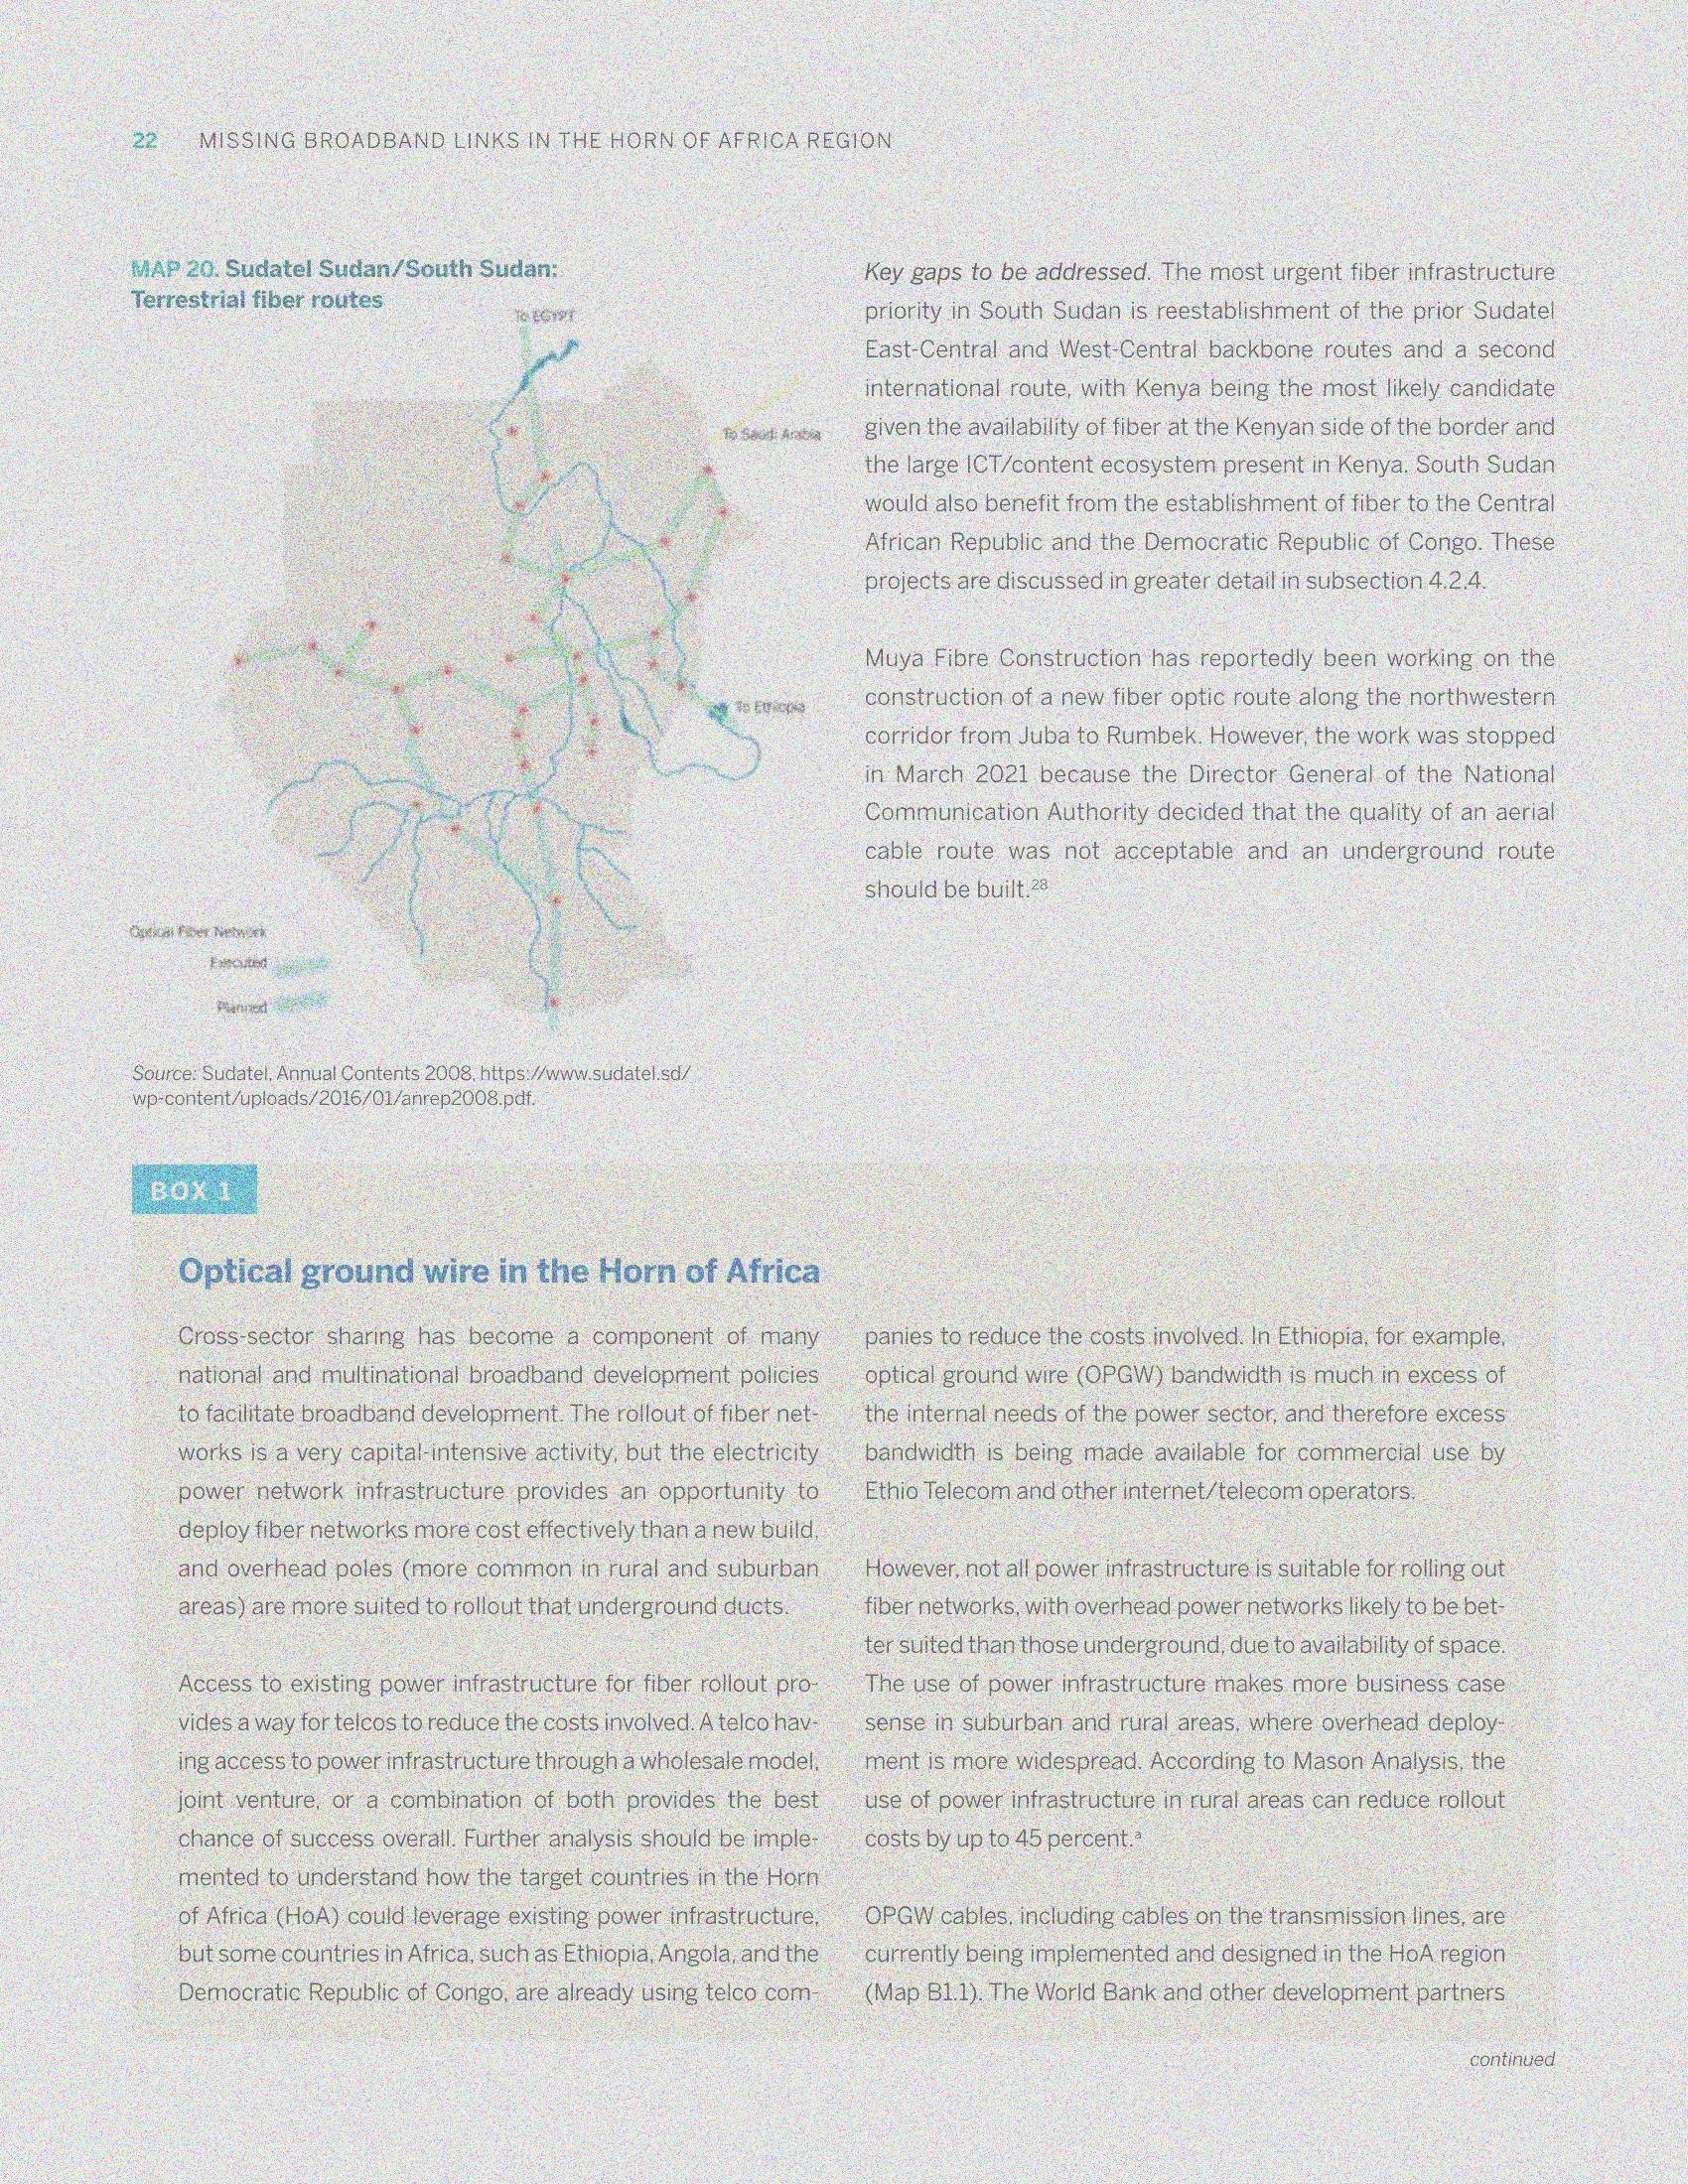 22 MISSING BROADBAND LINKS IN THE HORN OF AFRICA REGION
MAP 20. Sudatel Sudan/South Sudan:
Terrestrial fiber routes
To EGYPT
To Saudi Arabia
To Ethiopia
Optical Fiber Network
Executed
Planned
Source: Sudatel, Annual Contents 2008, https://www.sudatel.sd/
wp-content/uploads/2016/01/anrep2008.pdf.
Key gaps to be addressed. The most urgent fiber infrastructure
priority in South Sudan is reestablishment of the prior Sudatel
East-Central and West-Central backbone routes and a second
international route, with Kenya being the most likely candidate
given the availability of fiber at the Kenyan side of the border and
the large ICT/content ecosystem present in Kenya. South Sudan
would also benefit from the establishment of fiber to the Central
African Republic and the Democratic Republic of Congo. These
projects are discussed in greater detail in subsection 4.2.4.
Muya Fibre Construction has reportedly been working on the
construction of a new fiber optic route along the northwestern
corridor from Juba to Rumbek. However, the work was stopped
in March 2021 because the Director General of the National
Communication Authority decided that the quality of an aerial
cable route was not acceptable and an underground route
should be built.28
BOX 1
Optical ground wire in the Horn of Africa
Cross-sector sharing has become a component of many
national and multinational broadband development policies
to facilitate broadband development. The rollout of fiber net-
works is a very capital-intensive activity, but the electricity
power network infrastructure provides an opportunity to
deploy fiber networks more cost effectively than a new build,
and overhead poles (more common in rural and suburban
areas) are more suited to rollout that underground ducts.
Access to existing power infrastructure for fiber rollout pro-
vides a way for telcos to reduce the costs involved. A telco hav-
ing access to power infrastructure through a wholesale model,
joint venture, or a combination of both provides the best
chance of success overall. Further analysis should be imple-
mented to understand how the target countries in the Horn
of Africa (HoA) could leverage existing power infrastructure,
but some countries in Africa, such as Ethiopia, Angola, and the
Democratic Republic of Congo, are already using telco com-
panies to reduce the costs involved. In Ethiopia, for example,
optical ground wire (OPGW) bandwidth is much in excess of
the internal needs of the power sector, and therefore excess
bandwidth is being made available for commercial use by
Ethio Telecom and other internet/telecom operators.
However, not all power infrastructure is suitable for rolling out
fiber networks, with overhead power networks likely to be bet-
ter suited than those underground, due to availability of space.
The use of power infrastructure makes more business case
sense in suburban and rural areas, where overhead deploy-
ment is more widespread. According to Mason Analysis, the
use of power infrastructure in rural areas can reduce rollout
costs by up to 45 percent.a
OPGW cables, including cables on the transmission lines, are
currently being implemented and designed in the HoA region
(Map B1.1). The World Bank and other development partners
continued